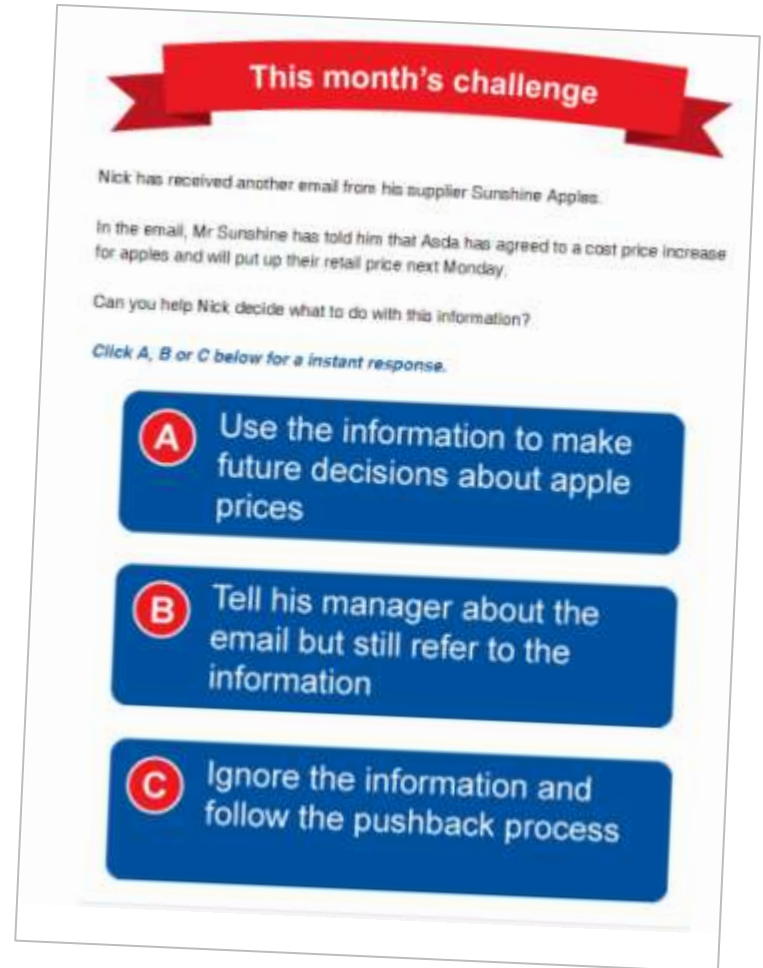 This month's challenge
Nick has received another email from his supplier Sunshine Apples.
In the email, Mr Sunshine has told him that Asda has agreed to a cost price increase
for apples and will put up their retail price next Monday.
Can you help Nick decide what to do with this information?
Click A, B or C below for a instant response.
A
Use the information to make
future decisions about apple
prices
B
Tell his manager about the
email but still refer to the
information
C
Ignore the information and
follow the pushback process